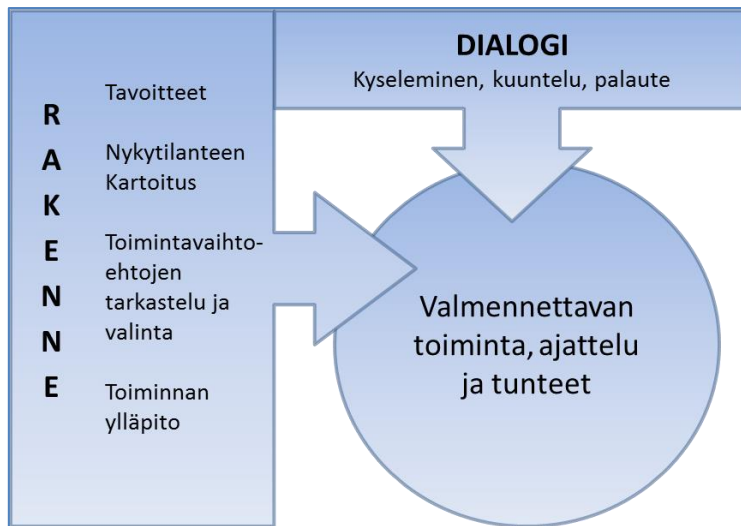 DIALOGI
Kyseleminen, kuuntelu, palaute
R
A
K
E
N
N
E
Tavoitteet
Nykytilanteen
Kartoitus
Toimintavaihto-
ehtojen
tarkastelu ja
valinta
Toiminnan
ylläpito
Valmennettavan
toiminta, ajattelu
ja tunteet